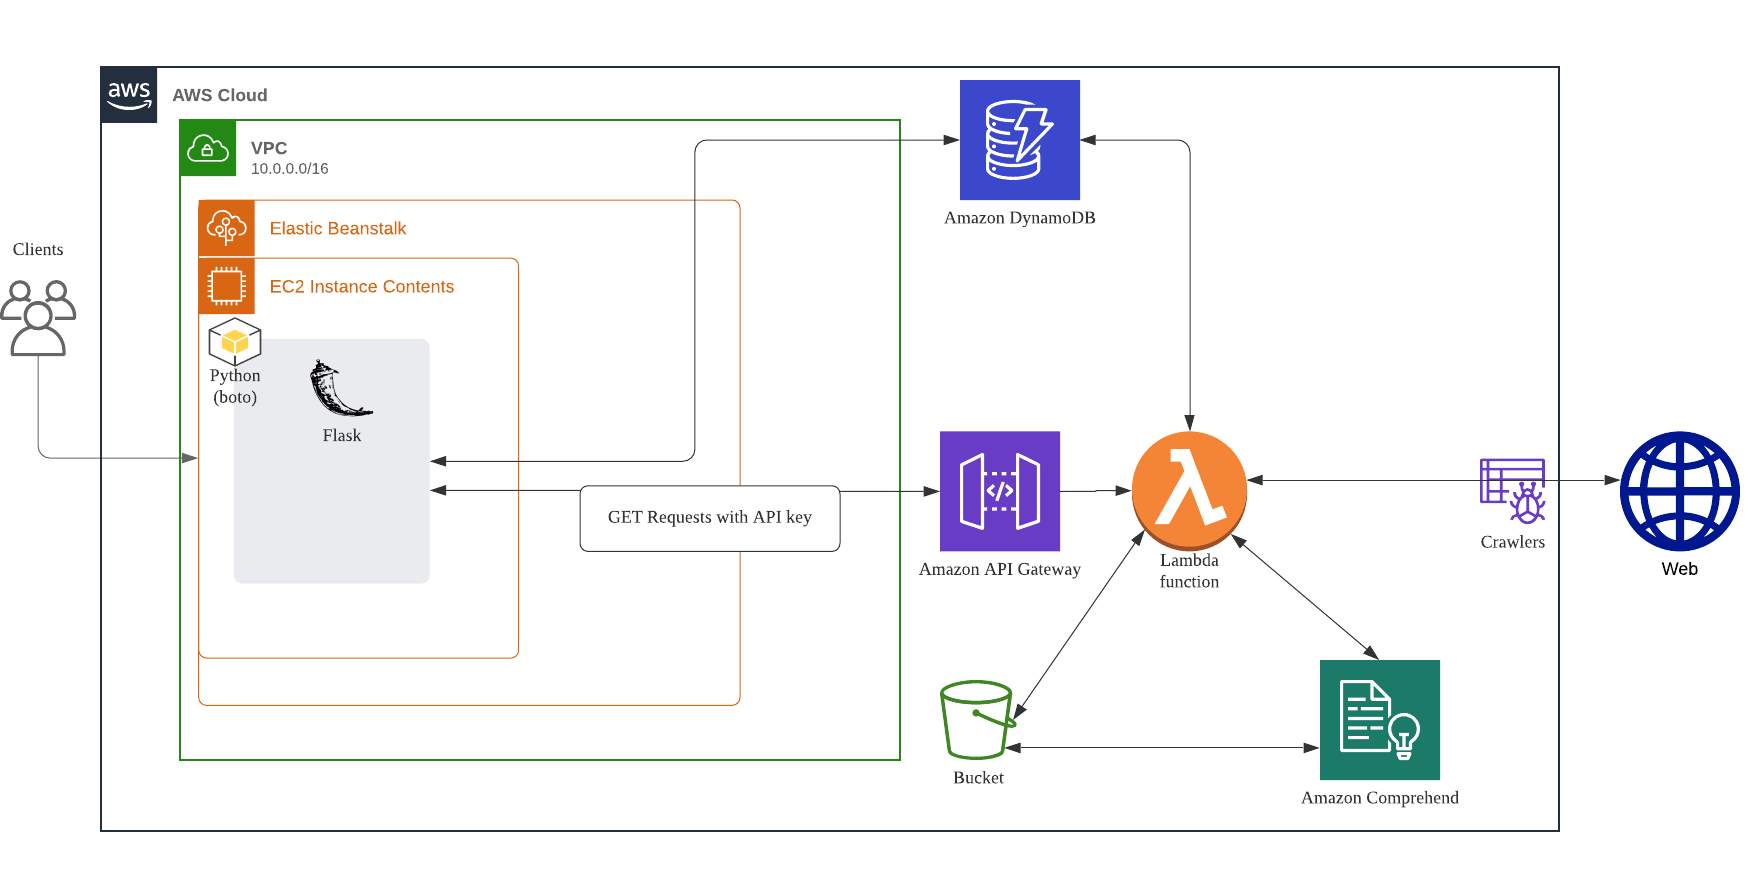 aws
AWS Cloud
VPC
10.0.0.0/16
Elastic Beanstalk
Clients
EC2 Instance Contents
Python
(boto)
Flask
GET Requests with API key
Amazon DynamoDB
</>
Amazon API Gateway
Lambda
function
Crawlers
Web
Bucket
Amazon Comprehend